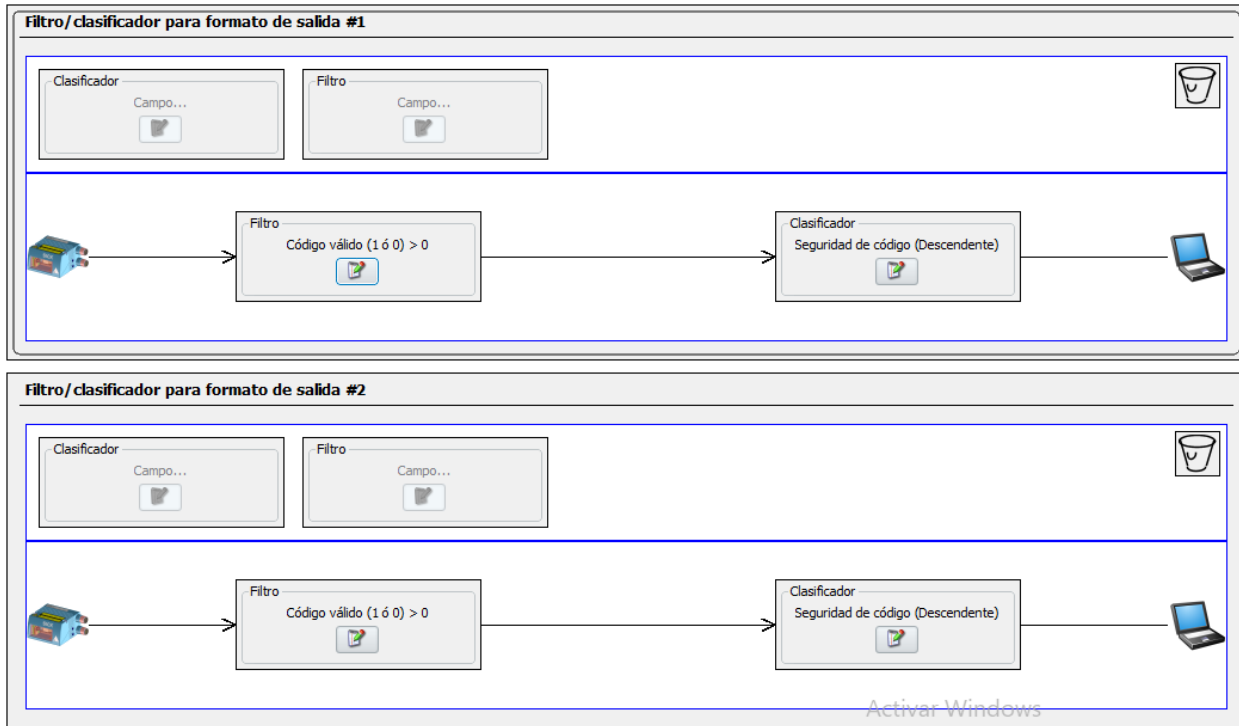 Filtro/clasificador para formato de salida #1
Clasificador
Campo...
Filtro
Campo...
Filtro
Código válido (1 ó 0) > 0
Clasificador
Seguridad de código (Descendente)
Filtro/clasificador para formato de salida #2
Clasificador
Campo...
Filtro
Campo...
Filtro
Código válido (1 ó 0) > 0
Clasificador
Seguridad de código (Descendente)
Activar Windows